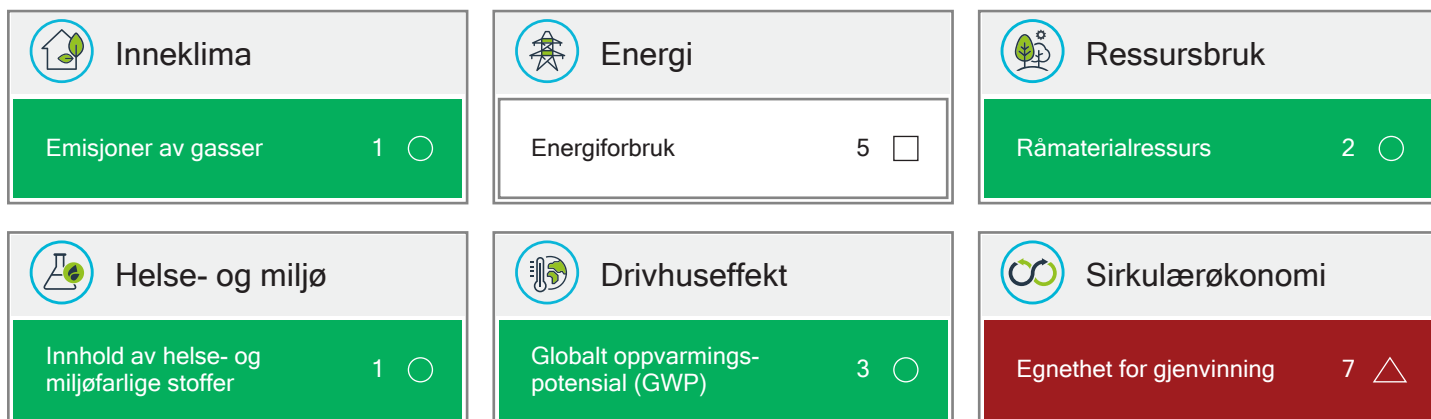 Inneklima
Emisjoner av gasser 1
Energi
Energiforbruk 5
Ressursbruk
Råmaterialressurs 2
Helse- og miljø
Innhold av helse- og
miljøfarlige stoffer 1
Drivhuseffekt
Globalt oppvarmings-
potensial (GWP) 3
Sirkulærøkonomi
Egnethet for gjenvinning 7